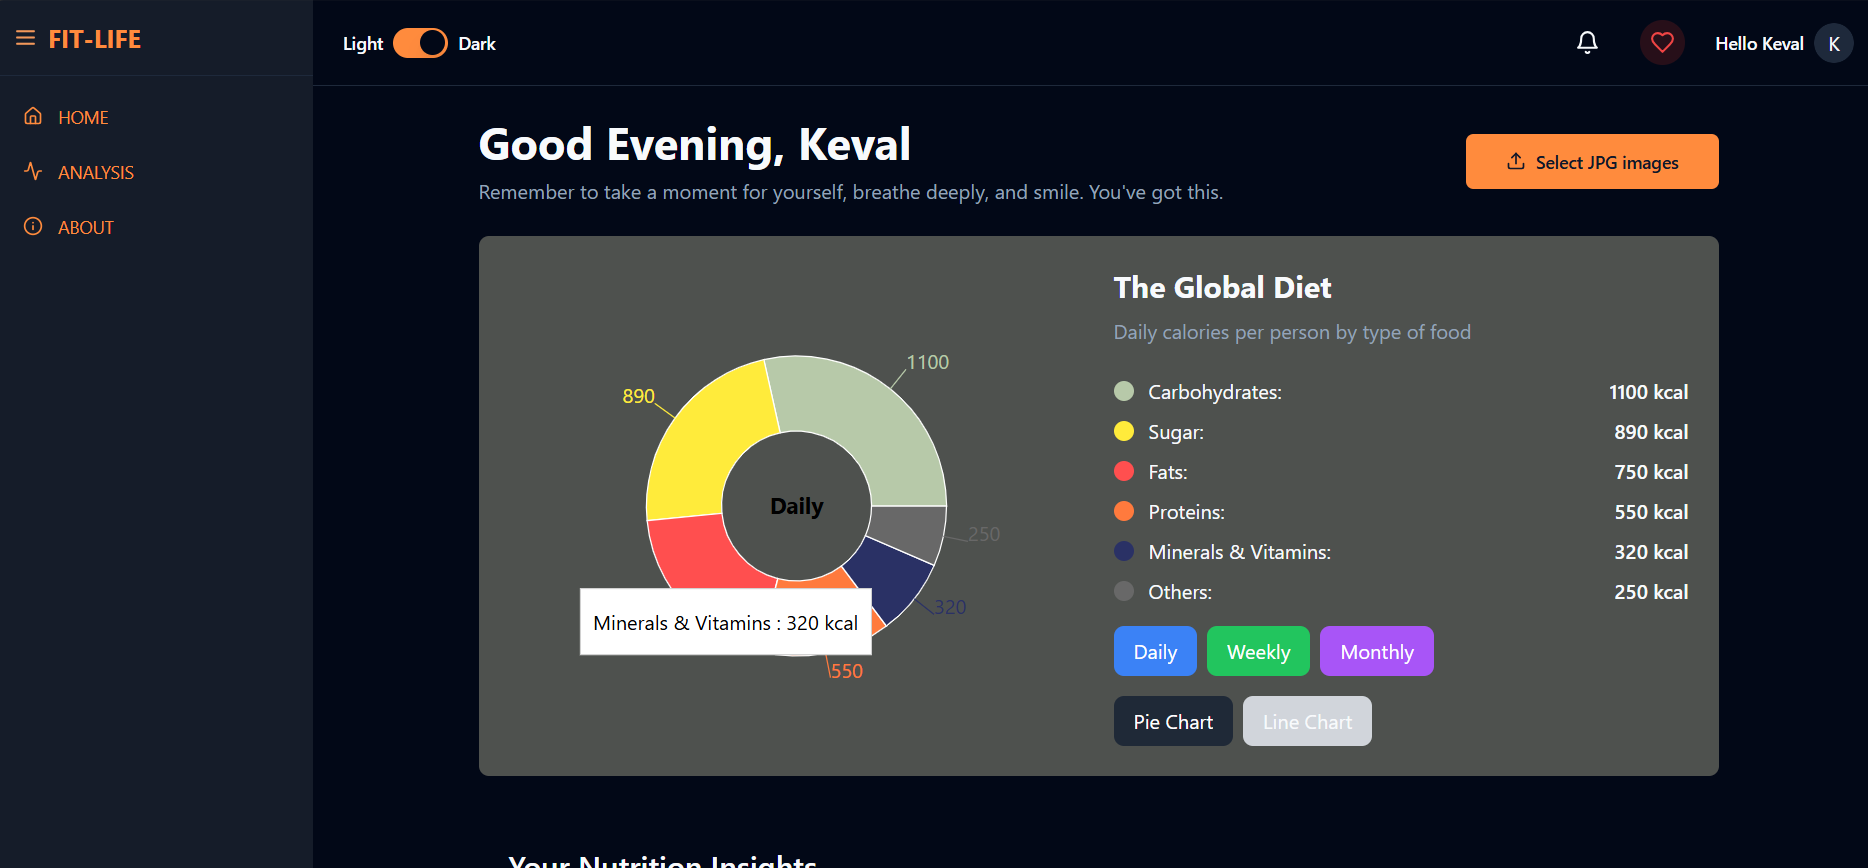 FIT-LIFE
HOME
ANALYSIS
ABOUT
Light Dark
Hello Keval K
Good Evening, Keval
Remember to take a moment for yourself, breathe deeply, and smile. You've got this.
Select JPG images
1100
890
Daily
250
320
Minerals & Vitamins : 320 kcal
550
The Global Diet
Daily calories per person by type of food
Carbohydrates: 1100 kcal
Sugar: 890 kcal
Fats: 750 kcal
Proteins: 550 kcal
Minerals & Vitamins: 320 kcal
Others: 250 kcal
Daily Weekly Monthly
Pie Chart Line Chart
Your Nutrition Insights